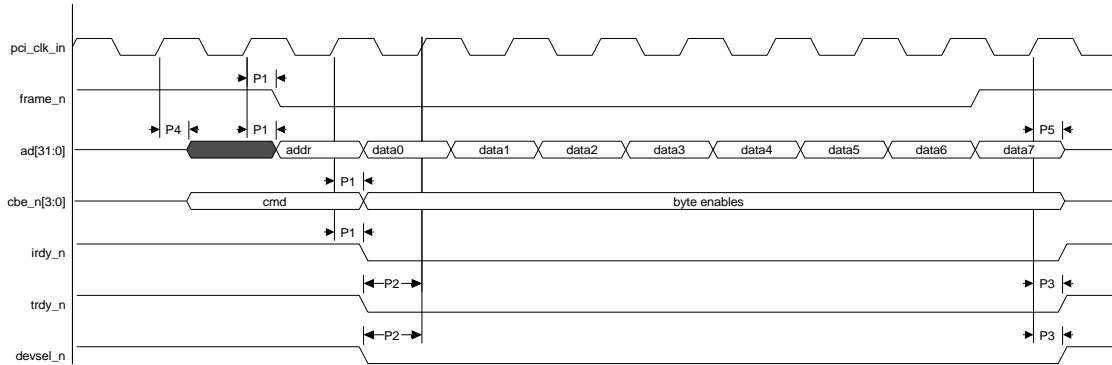 pci_clk_in
P1
frame_n
P4 P1 P5
ad[31:0] addr data0 data1 data2 data3 data4 data5 data6 data7
P1
cbe_n[3:0] cmd byte enables
P1
irdy_n
P2 P3
trdy_n
P2 P3
devsel_n